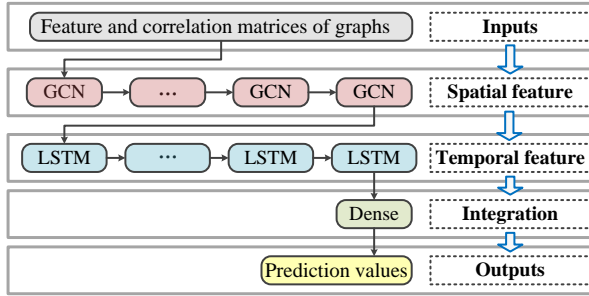 Feature and correlation matrices of graphs Inputs
GCN ... GCN GCN Spatial feature
LSTM ... LSTM LSTM Temporal feature
Dense Integration
Prediction values Outputs